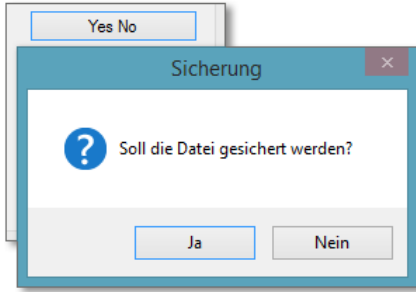 Yes No
Sicherung
Soll die Datei gesichert werden?
Ja
Nein